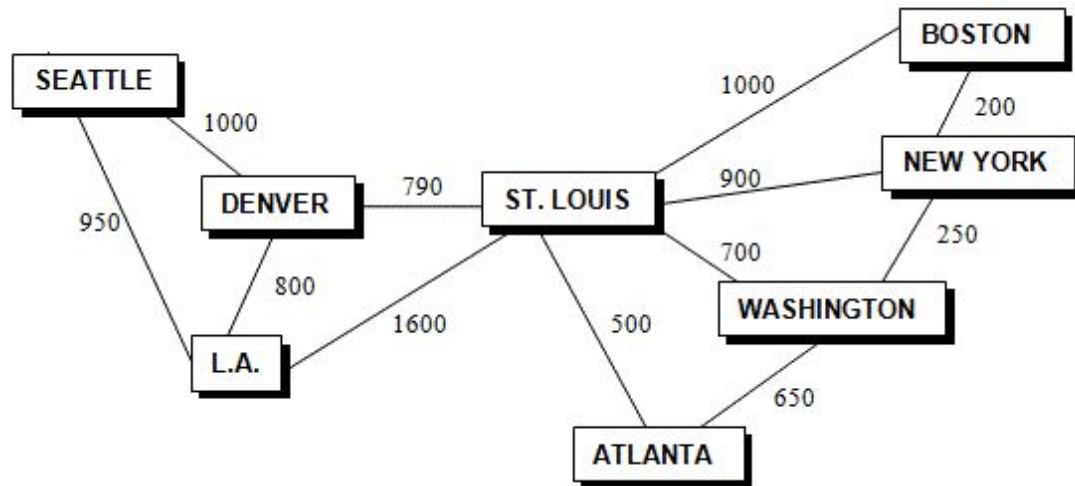 BOSTON
SEATTLE
1000
200
1000
NEW YORK
DENVER
790
ST. LOUIS
900
950
700
250
800
WASHINGTON
1600
500
L.A.
650
ATLANTA